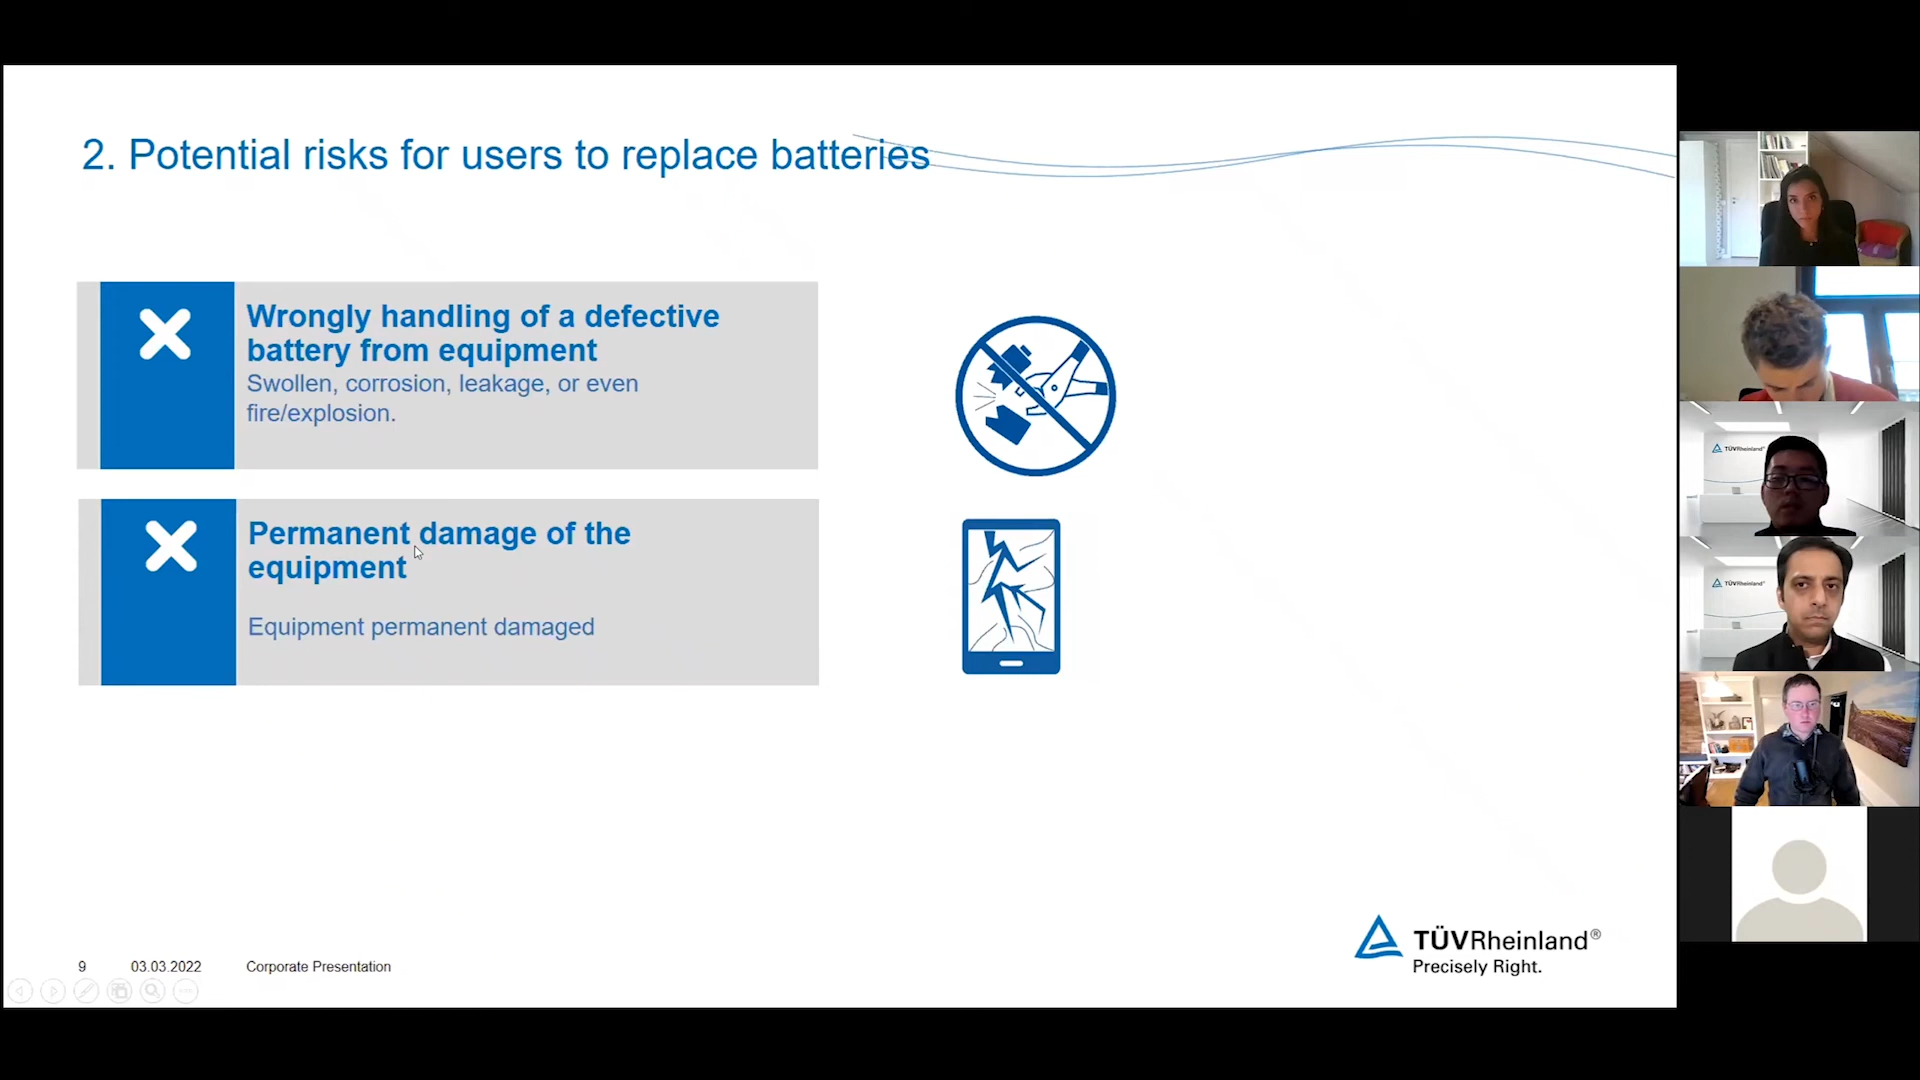 2. Potential risks for users to replace batteries
Wrongly handling of a defective
battery from equipment
Swollen, corrosion, leakage, or even
fire/explosion.
Permanent damage of the
equipment
Equipment permanent damaged
9 03.03.2022 Corporate Presentation
TÜVRheinland®
Precisely Right.
TÜVRheinland®
TÜVRheinland®